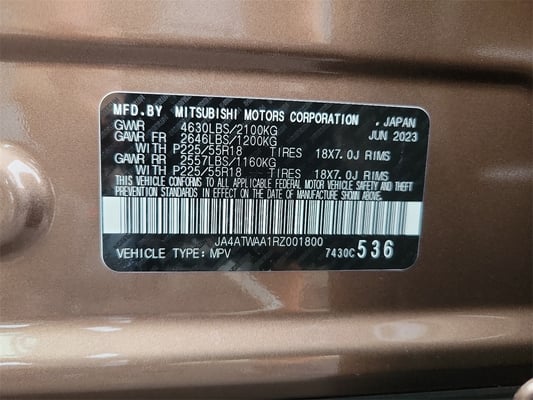 MFD.BY MITSUBISHI MOTORS CORPORATION . JAPAN
GVWR 4630LBS/2100KG JUN 2023
GAWR FR 2646LBS/1200KG
WITH P225/55R18 TIRES 18X7.0J RIMS
GAWR RR 2557LBS/1160KG
WITH P225/55R18 TIRES 18X7.0J RIMS
THIS VEHICLE CONFORMS TO ALL APPLICABLE FEDERAL MOTOR VEHICLE SAFETY AND THEFT
PREVENTION STANDARDS IN EFFECT ON THE DATE OF MANUFACTURE SHOWN ABOVE.
JA4ATWAA1RZ001800
VEHICLE TYPE: MPV 7430C536